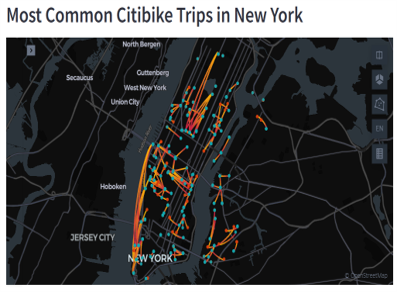 Most Common Citibike Trips in New York
North Bergen
Secaucus
Guttenberg
West New York
Union City
EN
Hoboken
JERSEY CITY
NEW YORK
© OpenStreetMap